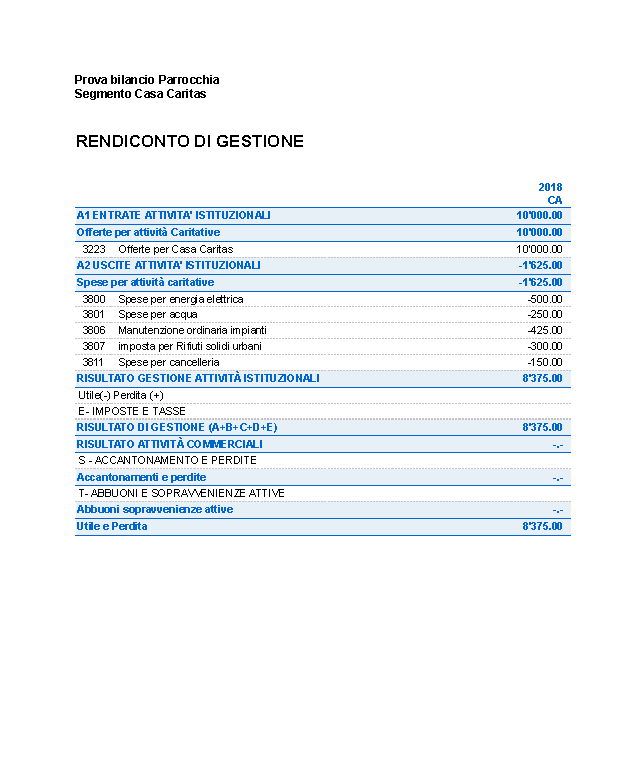 Prova bilancio Parrocchia
Segmento Casa Caritas
RENDICONTO DI GESTIONE
2018
CA
A1 ENTRATE ATTIVITA' ISTITUZIONALI 10'000.00
Offerte per attività Caritative 10'000.00
3223 Offerte per Casa Caritas 10'000.00
A2 USCITE ATTIVITA' ISTITUZIONALI -1'625.00
Spese per attività caritative -1'625.00
3800 Spese per energia elettrica -500.00
3801 Spese per acqua -250.00
3806 Manutenzione ordinaria impianti -425.00
3807 imposta per Rifiuti solidi urbani -300.00
3811 Spese per cancelleria -150.00
RISULTATO GESTIONE ATTIVITÀ ISTITUZIONALI 8'375.00
Utile(-) Perdita (+)
E- IMPOSTE E TASSE
RISULTATO DI GESTIONE (A+B+C+D+E) 8'375.00
RISULTATO ATTIVITÀ COMMERCIALI -.-
S - ACCANTONAMENTO E PERDITE
Accantonamenti e perdite -.-
T- ABBUONI E SOPRAVVENIENZE ATTIVE
Abbuoni sopravvenienze attive -.-
Utile e Perdita 8'375.00